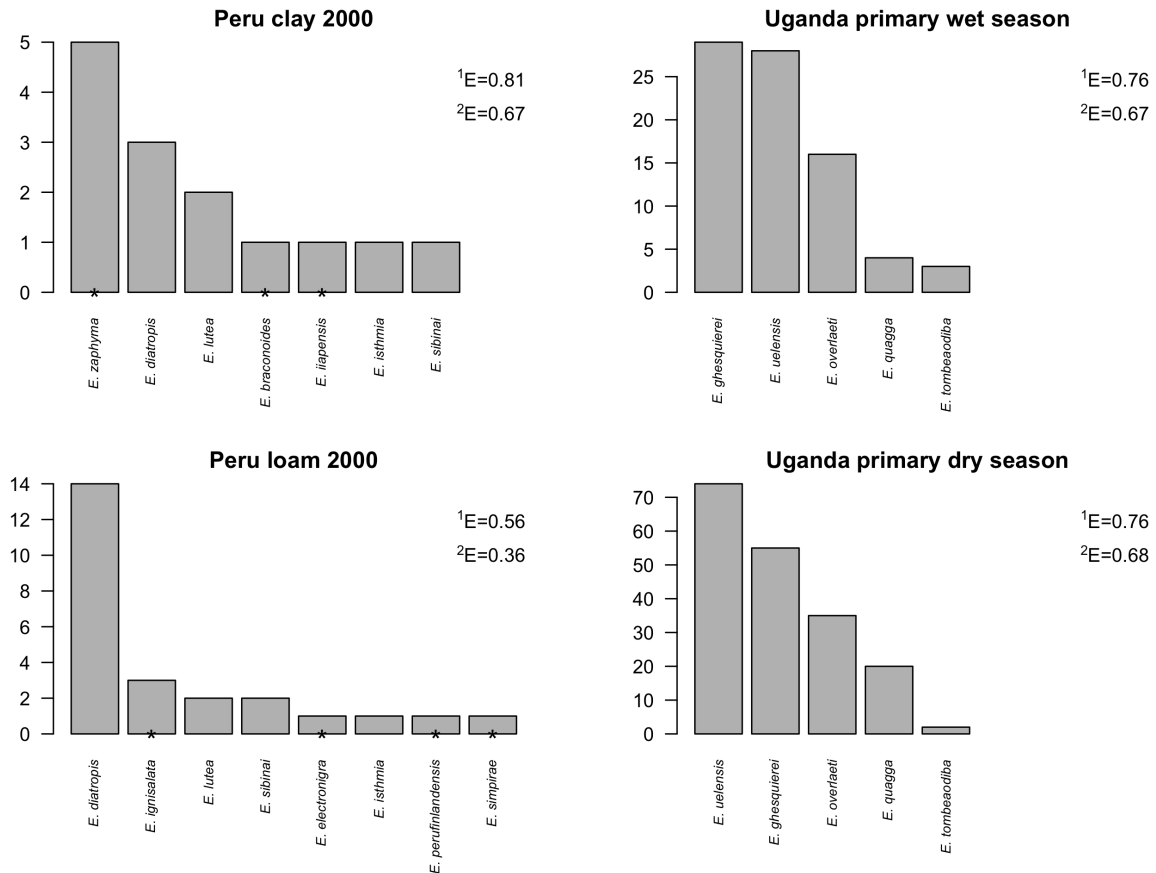 Peru clay 2000
5
4
3
2
1
0
¹E=0.81
²E=0.67
*
*
*
E. zaphyma
E. diatropis
E. lutea
E. braconoides
E. iiapensis
E. isthmia
E. sibinai
Uganda primary wet season
25
20
15
10
5
0
¹E=0.76
²E=0.67
E. ghesquierei
E. uelensis
E. overlaeti
E. quagga
E. tombeaodiba
Peru loam 2000
14
12
10
8
6
4
2
0
¹E=0.56
²E=0.36
*
*
*
*
E. diatropis
E. ignisalata
E. lutea
E. sibinai
E. electronigra
E. isthmia
E. perufinlandensis
E. simpirae
Uganda primary dry season
70
60
50
40
30
20
10
0
¹E=0.76
²E=0.68
E. uelensis
E. ghesquierei
E. overlaeti
E. quagga
E. tombeaodiba